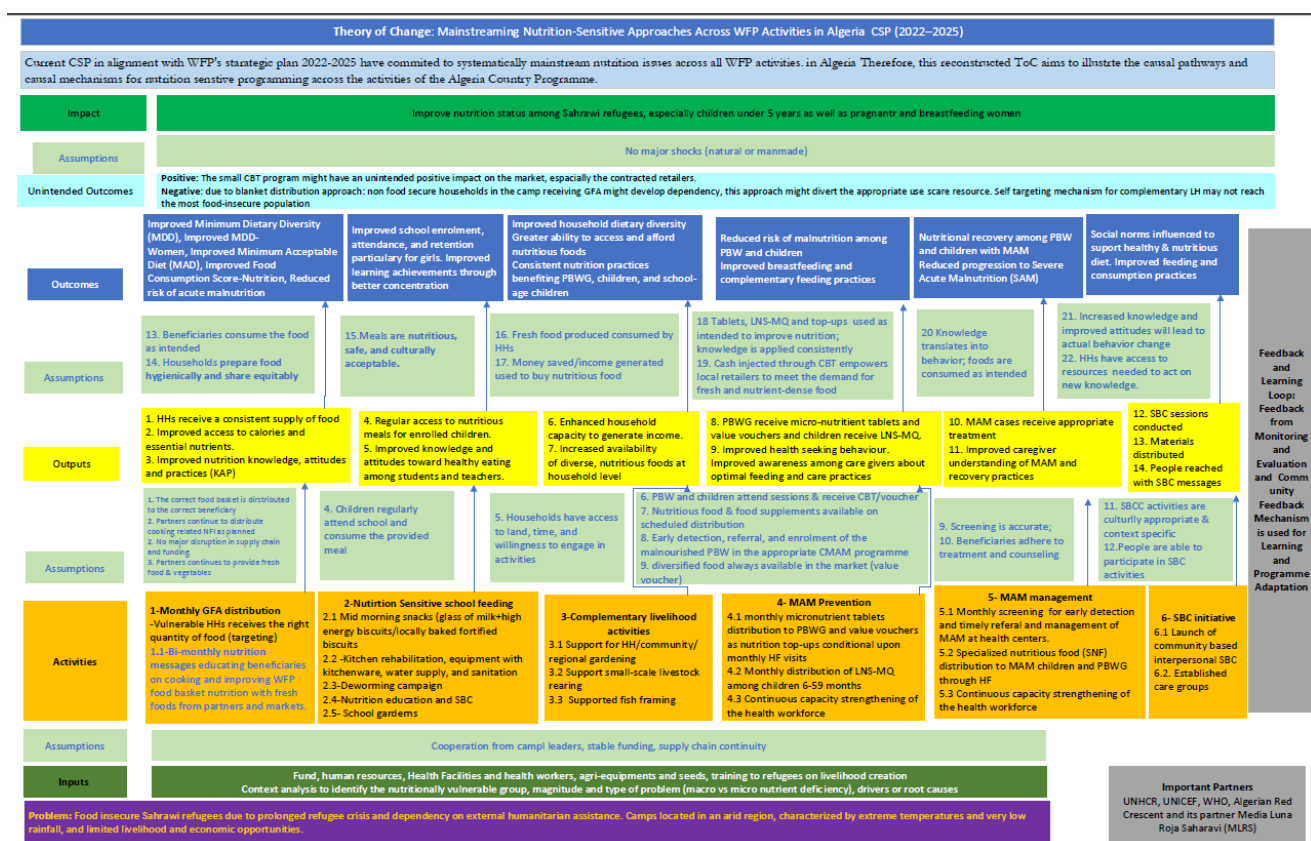 Theory of Change: Mainstreaming Nutrition-Sensitive Approaches Across WFP Activities in Algeria CSP (2022–2025)
Current CSP in alignment with WFP's starategic plan 2022-2025 have commited to systematically mainstream nutrition issues across all WFP activities. in Algeria Therefore, this reconstructed ToC aims to illustrte the causal pathways and
causal mechanisms for nutrition senstive programming across the activities of the Algeria Country Programme.
Impact
Improve nutrition status among Sahrawi refugees, especially children under 5 years as well as pragnantr and breastfeeding women
Assumptions
No major shocks (natural or manmade)
Unintended Outcomes
Positive: The small CBT program might have an unintended positive impact on the market, espacially the contracted retailers.
Negative: due to blanket distribution approach: non food secure households in the camp receiving GFA might develop dependency, this approach might divert the appropriate use scare resource. Self targeting mechanism for complementary LH may not reach
the most food-insecure population
Outcomes
Improved Minimum Dietary Diversity
(MDD), Improved MDD-
Women, Improved Minimum Acceptable
Diet (MAD), Improved Food
Consumption Score-Nutrition, Reduced
risk of acute malnutrition
Improved school enrolment,
attendance, and retention
particulary for girls. Improved
learning achievements through
better concentration
Improved household dietary diversity
Greater ability to access and afford
nutritious foods
Consistent nutrition practices
benefiting PBWG, children, and school-
age children
Reduced risk of malnutrition among
PBW and children
Improved breastfeeding and
complementary feeding practices
Nutritional recovery among PBW
and children with MAM
Reduced progression to Severe
Acute Malnutrition (SAM)
Social norms influenced to
suport healthy & nutritious
diet. Improved feeding and
consumption practices
Assumptions
13. Beneficiaries consume the food
as intended
14. Households prepare food
hygienically and share equitably
15.Meals are nutritious,
safe, and culturally
acceptable.
16. Fresh food produced consumed by
HHs
17. Money saved/income generated
used to buy nutritious food
18 Tablets, LNS-MQ and top-ups used as
intended to improve nutrition;
knowledge is applied consistently
19. Cash injected through CBT empowers
local retailers to meet the demand for
fresh and nutrient-dense food
20 Knowledge
translates into
behavior; foods are
consumed as intended
21. Increased knowledge and
improved attitudes will lead to
actual behavior change
22. HHs have access to
resources needed to act on
new knowledge.
Outputs
1. HHs receive a consistent supply of food
2. Improved access to calories and
essential nutrients.
3. Improved nutrition knowledge, attitudes
and practices (KAP)
4. Regular access to nutritious
meals for enrolled children.
5. Improved knowledge and
attitudes toward healthy eating
among students and teachers.
6. Enhanced household
capacity to generate income.
7. Increased availability
of diverse, nutritious foods at
household level
8. PBWG receive micro-nutritient tablets and
value vouchers and children receive LNS-MQ.
9. Improved health seeking behaviour.
Improved awareness among care givers about
optimal feeding and care practices
10. MAM cases receive appropriate
treatment
11. Improved caregiver
understanding of MAM and
recovery practices
12. SBC sessions
conducted
13. Materials
distributed
14. People reached
with SBC messages
Assumptions
1. The correct food basket is disrtributed
to the correct beneficiary
2. Partners continue to distribute
cooking related NFI as planned
2. No major disruption in supply chain
and funding
3. Partners continues to provide fresh
food & vegetables
4. Children regularly
attend school and
consume the provided
meal
5. Households have access
to land, time, and
willingness to engage in
activities
6. PBW and children attend sessions & receive CBT/voucher
7. Nutritious food & food supplements available on
scheduled distribution
8. Early detection, referral, and enrolment of the
malnourished PBW in the appropriate CMAM programme
9. diversified food always available in the market (value
voucher)
9. Screening is accurate;
10. Beneficiaries adhere to
treatment and counseling
11. SBCC activities are
culturlly appropriate &
context specific
12.People are able to
participate in SBC
activities
Activities
1-Monthly GFA distribution
-Vulnerable HHs receives the right
quantity of food (targeting)
1.1-Bi-monthly nutrition
messages educating beneficiaries
on cooking and improving WFP
food basket nutrition with fresh
foods from partners and markets.
2-Nutirtion Sensitive school feeding
2.1 Mid morning snacks (glass of milk+high
energy biscuits/locally baked fortified
biscuits
2.2 -Kitchen rehabilitation, equipment with
kitchenware, water supply, and sanitation
2.3-Deworming campaign
2.4-Nutrition education and SBC
2.5- School gardems
3-Complementary livelihood
activities
3.1 Support for HH/community/
regional gardening
3.2 Support small-scale livestock
rearing
3.3 Supported fish framing
4- MAM Prevention
4.1 monthly micronutrient tablets
distribution to PBWG and value vouchers
as nutrition top-ups conditional upon
monthly HF visits
4.2 Monthly distribution of LNS-MQ
among children 6-59 months
4.3 Continuous capacity strengthening of
the health workforce
5- MAM management
5.1 Monthly screening for early detection
and timely referal and management of
MAM at health centers.
5.2 Specialized nutritious food (SNF)
distribution to MAM children and PBWG
through HF
5.3 Continuous capacity strengthening of
the health workforce
6- SBC initiative
6.1 Launch of
community based
interpersonal SBC
6.2. Established
care groups
Feedback
and
Learning
Loop:
Feedback
from
Monitoring
and
Evaluation
and Comm
unity
Feedback
Mechanism
is used for
Learning
and
Programme
Adaptation
Assumptions
Cooperation from campl leaders, stable funding, supply chain continuity
Inputs
Fund, human resources, Health Facilities and health workers, agri-equipments and seeds, training to refugees on livelihood creation
Context analysis to identify the nutritionally vulnerable group, magnitude and type of problem (macro vs micro nutrient deficiency), drivers or root causes
Problem: Food insecure Sahrawi refugees due to prolonged refugee crisis and dependency on external humanitarian assistance. Camps located in an arid region, characterized by extreme temperatures and very low
rainfall, and limited livelihood and economic opportunities.
Important Partners
UNHCR, UNICEF, WHO, Algerian Red
Crescent and its partner Media Luna
Roja Saharavi (MLRS)